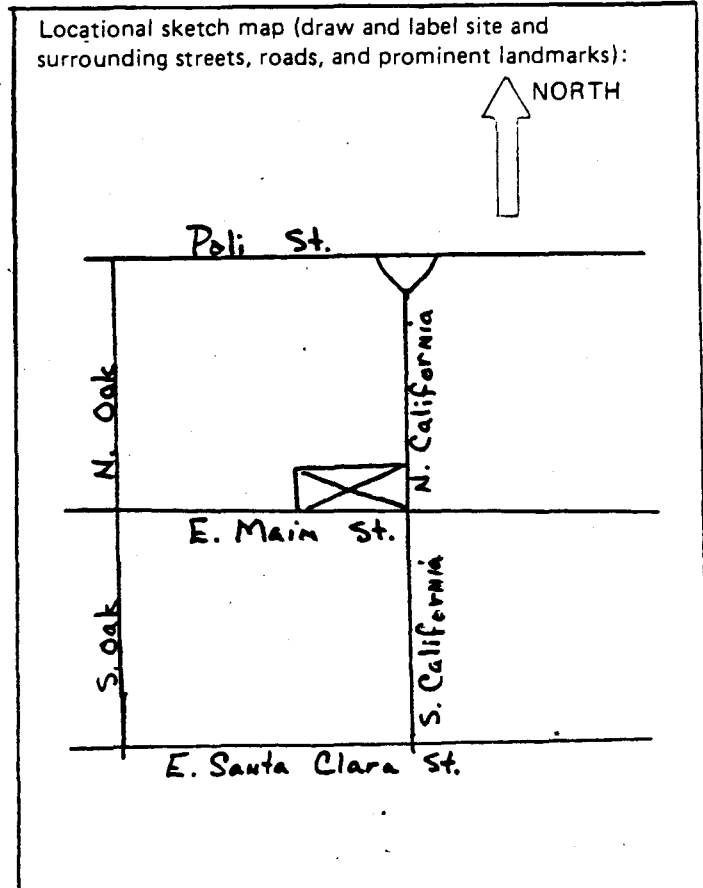 Locational sketch map (draw and label site and
surrounding streets, roads, and prominent landmarks):
NORTH
Poli St.
N. Oak
N. California
E. Main St.
S. Oak
S. California
E. Santa Clara St.